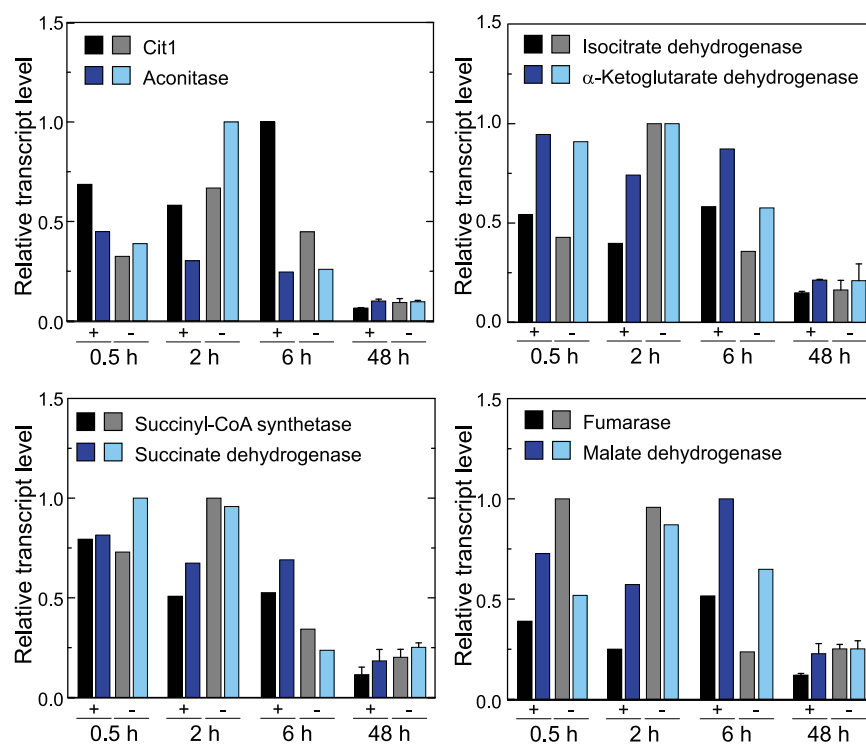 Relative transcript level
1.5
1.0
0.5
0.0
Cit1
Aconitase
+ - + - + - + -
0.5 h 2 h 6 h 48 h
Relative transcript level
1.5
1.0
0.5
0.0
Isocitrate dehydrogenase
α-Ketoglutarate dehydrogenase
+ - + - + - + -
0.5 h 2 h 6 h 48 h
Relative transcript level
1.5
1.0
0.5
0.0
Succinyl-CoA synthetase
Succinate dehydrogenase
+ - + - + - + -
0.5 h 2 h 6 h 48 h
Relative transcript level
1.5
1.0
0.5
0.0
Fumarase
Malate dehydrogenase
+ - + - + - + -
0.5 h 2 h 6 h 48 h